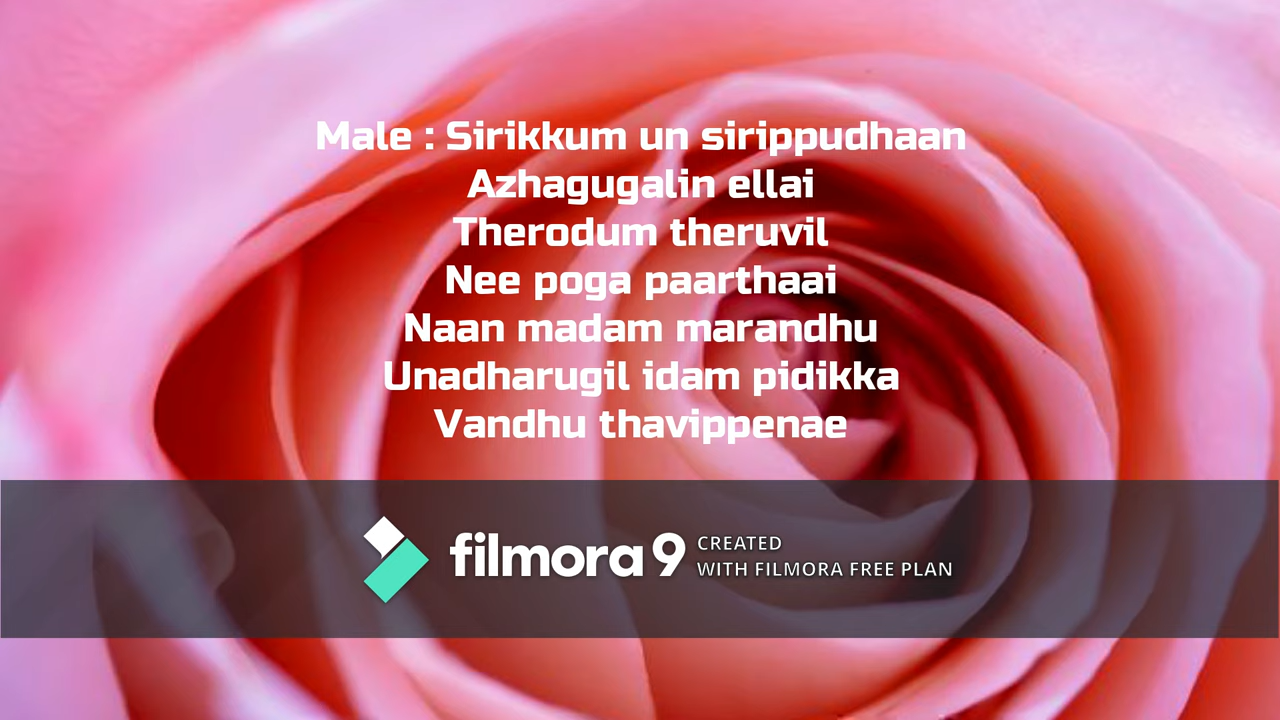 Male : Sirikkum un sirippudhaan
Azhagugalin ellai
Therodum theruvil
Nee poga paarthaai
Naan madam marandhu
Unadharugil idam pidikka
Vandhu thavippenae
filmora 9 CREATED
WITH FILMORA FREE PLAN